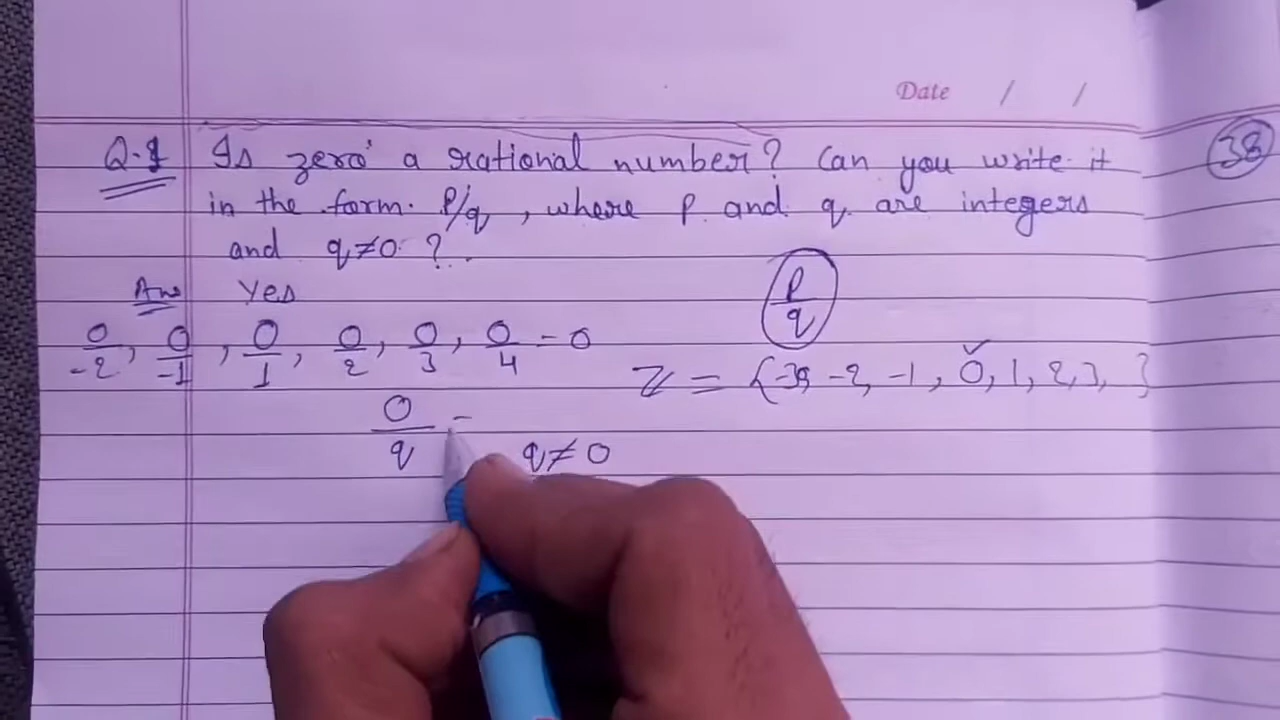 Date / /
Q.1 Is zero a rational number? Can you write it
38
in the form P/q, where P and q are integers
and q≠0 ?
Ans Yes
P/q
0/-2, 0/-1, 0/1, 0/2, 0/3, 0/4 = 0
Z = {-3, -2, -1, 0, 1, 2, 3, }
0/q = q≠0